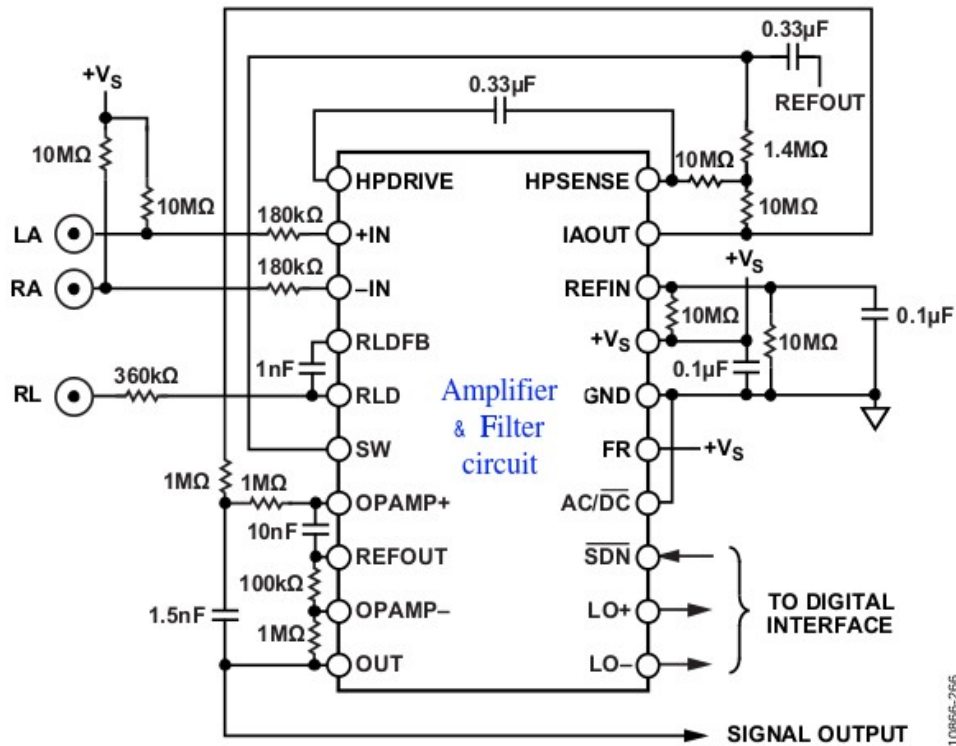 0.33µF
+VS
0.33µF
REFOUT
10MΩ
10MΩ
1.4MΩ
HPDRIVE
HPSENSE
10MΩ
180kΩ
10MΩ
LA
+IN
IAOUT
+VS
180kΩ
RA
–IN
REFIN
10MΩ
0.1µF
RLDFB
+VS
10MΩ
1nF
0.1µF
360kΩ
RL
RLD
GND
Amplifier
& Filter
circuit
SW
FR
+VS
1MΩ
1MΩ
OPAMP+
AC/DC
10nF
REFOUT
SDN
100kΩ
1.5nF
OPAMP–
LO+
TO DIGITAL
INTERFACE
1MΩ
OUT
LO–
SIGNAL OUTPUT
10866-266